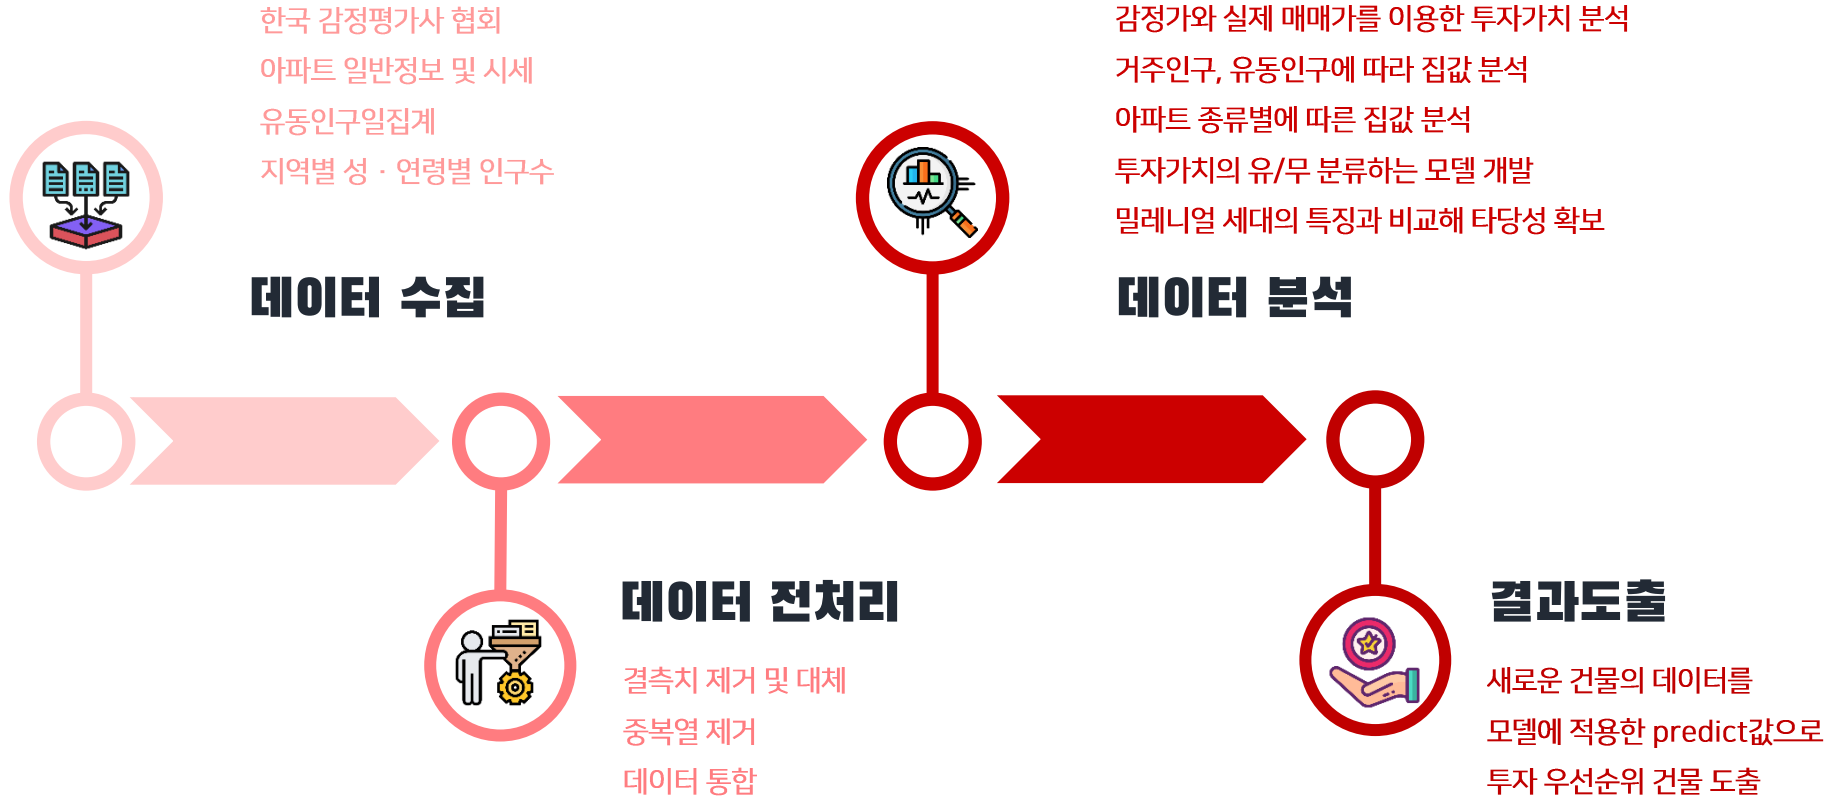 한국 감정평가사 협회
아파트 일반정보 및 시세
유동인구일집계
지역별 성 · 연령별 인구수
데이터 수집
데이터 전처리
결측치 제거 및 대체
중복열 제거
데이터 통합
감정가와 실제 매매가를 이용한 투자가치 분석
거주인구, 유동인구에 따라 집값 분석
아파트 종류별에 따른 집값 분석
투자가치의 유/무 분류하는 모델 개발
밀레니얼 세대의 특징과 비교해 타당성 확보
데이터 분석
결과도출
새로운 건물의 데이터를
모델에 적용한 predict값으로
투자 우선순위 건물 도출